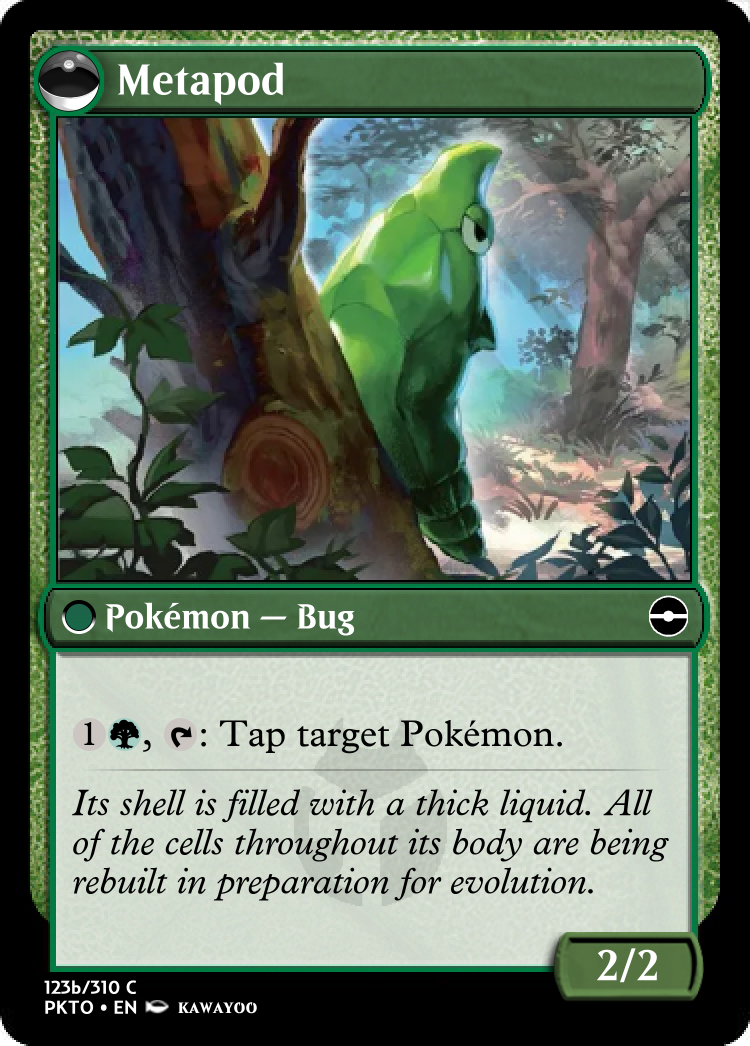 Metapod
Pokémon — Bug
1, : Tap target Pokémon.
Its shell is filled with a thick liquid. All
of the cells throughout its body are being
rebuilt in preparation for evolution.
2/2
123b/310 C
PKTO • EN KAWAYOO